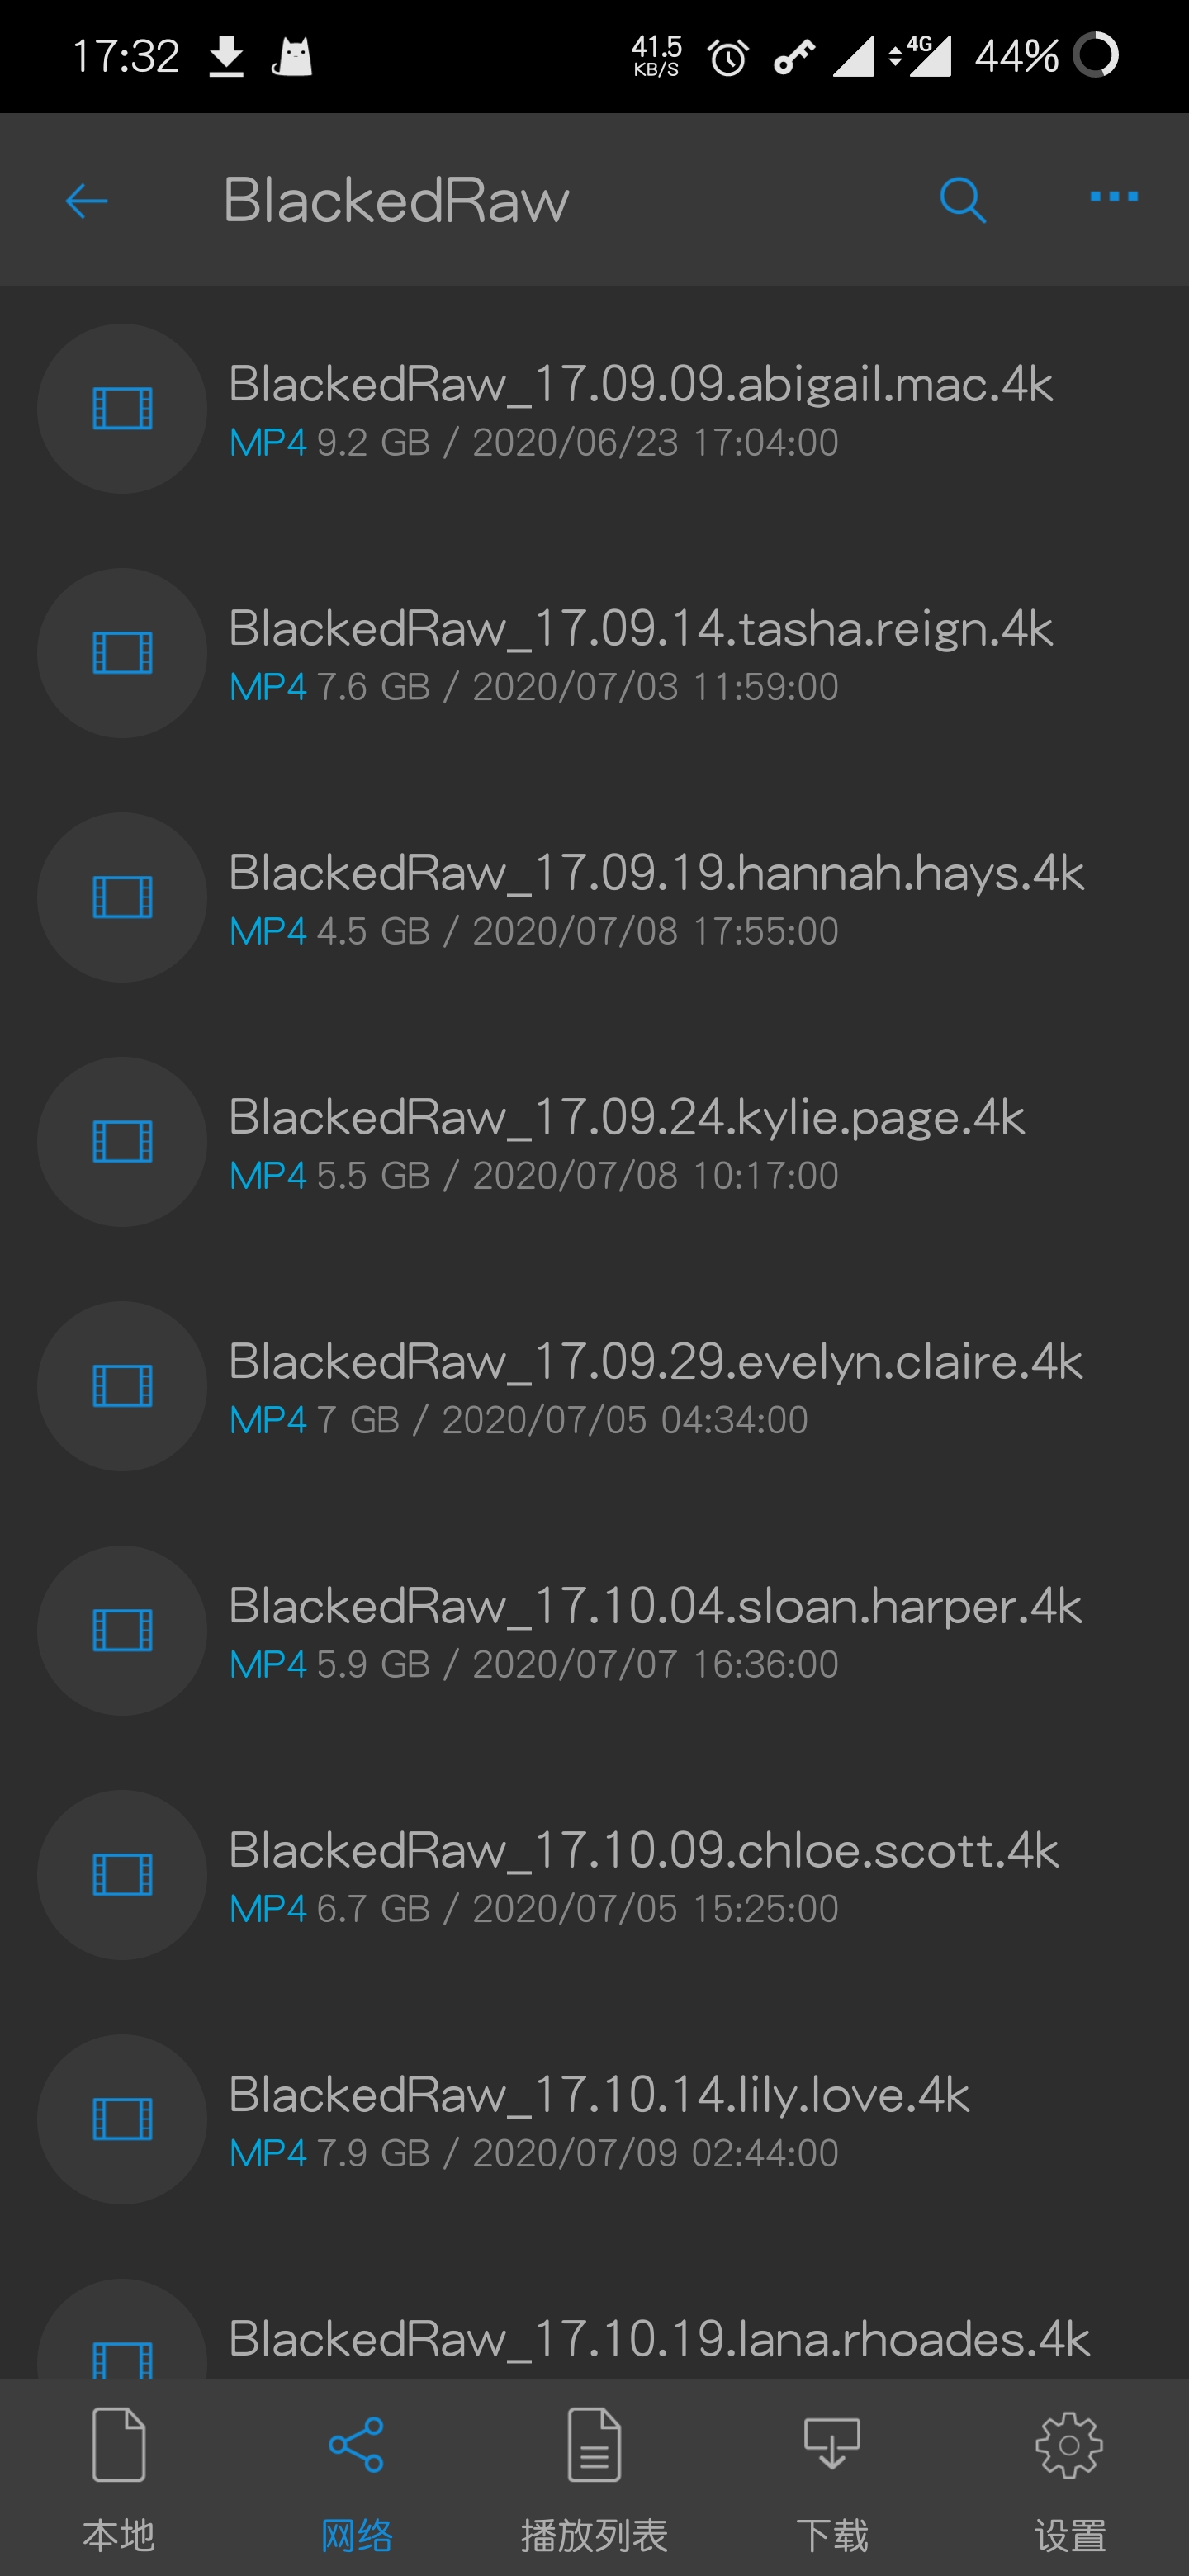 17:32 41.5 KB/S 4G 44%
BlackedRaw
BlackedRaw_17.09.09.abigail.mac.4k
MP4 9.2 GB / 2020/06/23 17:04:00
BlackedRaw_17.09.14.tasha.reign.4k
MP4 7.6 GB / 2020/07/03 11:59:00
BlackedRaw_17.09.19.hannah.hays.4k
MP4 4.5 GB / 2020/07/08 17:55:00
BlackedRaw_17.09.24.kylie.page.4k
MP4 5.5 GB / 2020/07/08 10:17:00
BlackedRaw_17.09.29.evelyn.claire.4k
MP4 7 GB / 2020/07/05 04:34:00
BlackedRaw_17.10.04.sloan.harper.4k
MP4 5.9 GB / 2020/07/07 16:36:00
BlackedRaw_17.10.09.chloe.scott.4k
MP4 6.7 GB / 2020/07/05 15:25:00
BlackedRaw_17.10.14.lily.love.4k
MP4 7.9 GB / 2020/07/09 02:44:00
BlackedRaw_17.10.19.lana.rhoades.4k
本地 网络 播放列表 下载 设置